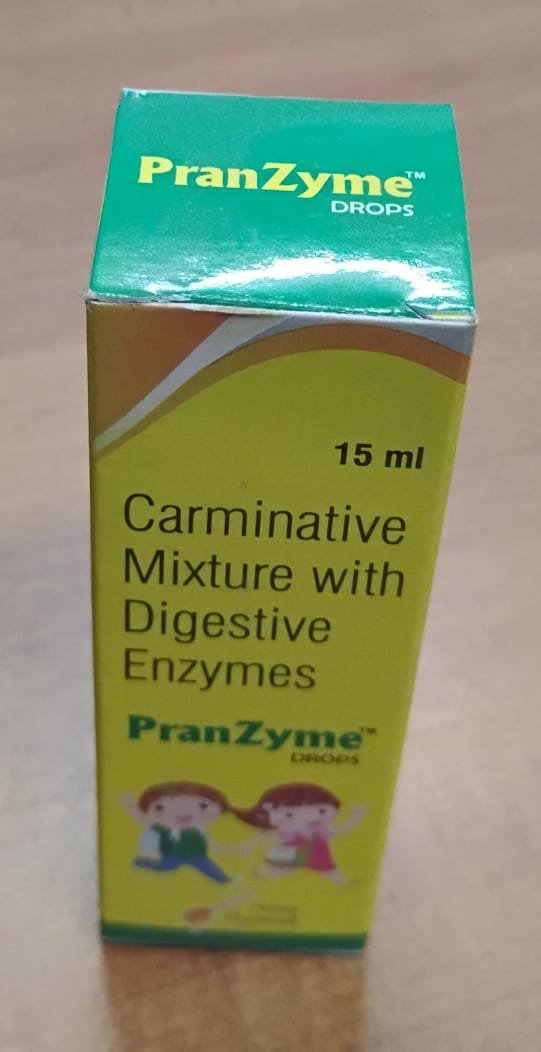 PranZyme™
DROPS
15 ml
Carminative
Mixture with
Digestive
Enzymes
PranZyme™
DROPS